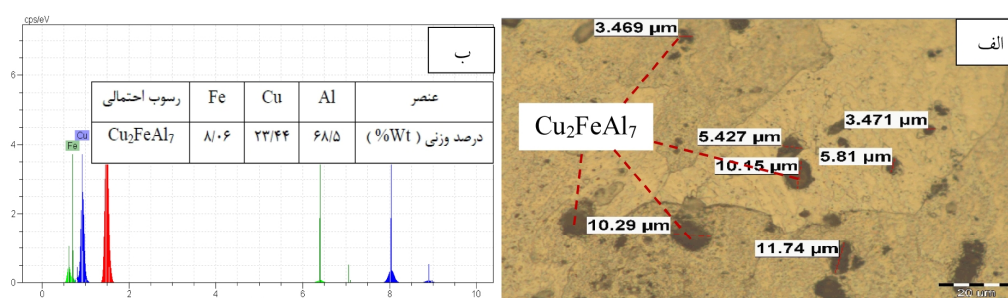 cps/eV
ب
عنصر Al Cu Fe رسوب احتمالی
درصد وزنی ( Wt%) ۶۸/۵ ۲۳/۴۴ ۸/۰۶ Cu₂FeAl₇
Fe
Cu
6
4
2
0
0 2 4 6 8 10
الف
3.469 µm
Cu₂FeAl₇
3.471 µm
5.427 µm
10.15 µm
5.81 µm
10.29 µm
11.74 µm
20 µm